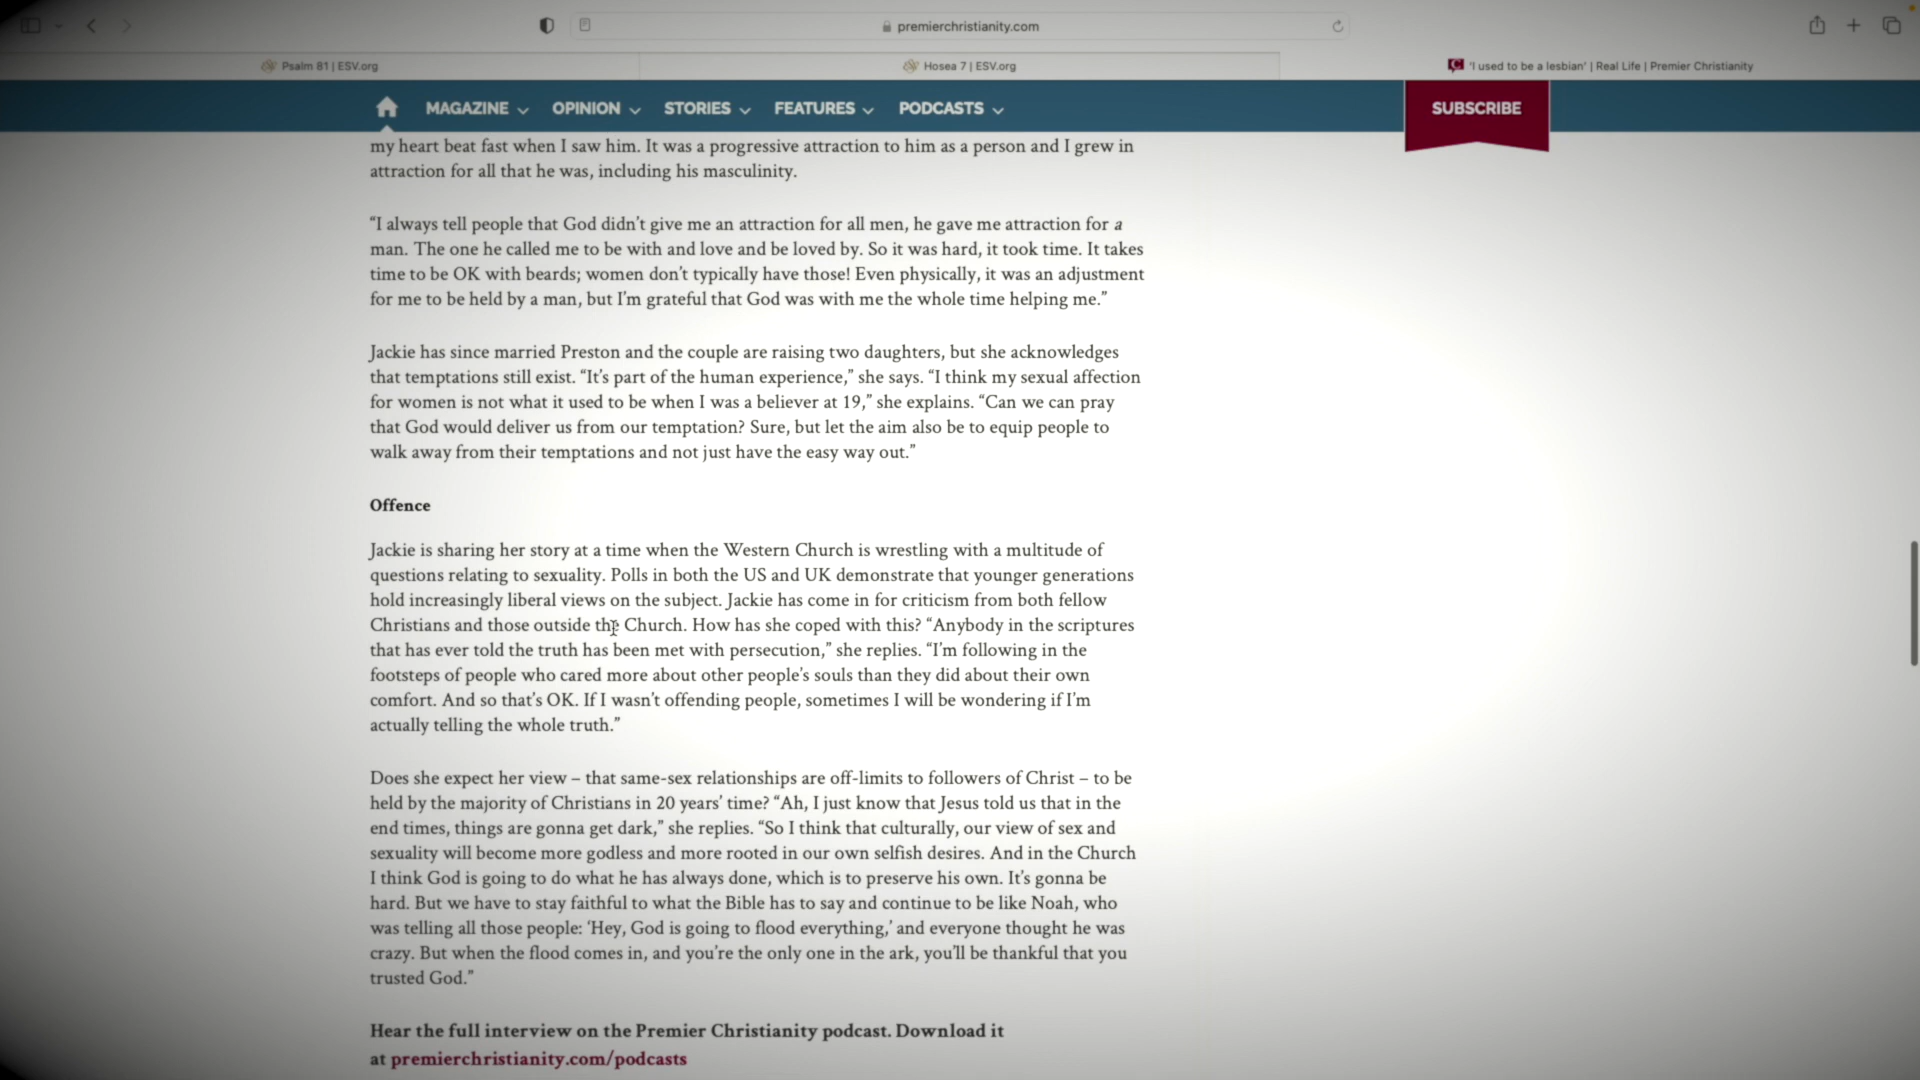 premierchristianity.com
Psalm 81 | ESV.org
Hosea 7 | ESV.org
'I used to be a lesbian' | Real Life | Premier Christianity
MAGAZINE
OPINION
STORIES
FEATURES
PODCASTS
SUBSCRIBE
my heart beat fast when I saw him. It was a progressive attraction to him as a person and I grew in
attraction for all that he was, including his masculinity.
“I always tell people that God didn’t give me an attraction for all men, he gave me attraction for a
man. The one he called me to be with and love and be loved by. So it was hard, it took time. It takes
time to be OK with beards; women don’t typically have those! Even physically, it was an adjustment
for me to be held by a man, but I’m grateful that God was with me the whole time helping me.”
Jackie has since married Preston and the couple are raising two daughters, but she acknowledges
that temptations still exist. “It’s part of the human experience,” she says. “I think my sexual affection
for women is not what it used to be when I was a believer at 19,” she explains. “Can we can pray
that God would deliver us from our temptation? Sure, but let the aim also be to equip people to
walk away from their temptations and not just have the easy way out.”
Offence
Jackie is sharing her story at a time when the Western Church is wrestling with a multitude of
questions relating to sexuality. Polls in both the US and UK demonstrate that younger generations
hold increasingly liberal views on the subject. Jackie has come in for criticism from both fellow
Christians and those outside the Church. How has she coped with this? “Anybody in the scriptures
that has ever told the truth has been met with persecution,” she replies. “I’m following in the
footsteps of people who cared more about other people’s souls than they did about their own
comfort. And so that’s OK. If I wasn’t offending people, sometimes I will be wondering if I’m
actually telling the whole truth.”
Does she expect her view – that same-sex relationships are off-limits to followers of Christ – to be
held by the majority of Christians in 20 years’ time? “Ah, I just know that Jesus told us that in the
end times, things are gonna get dark,” she replies. “So I think that culturally, our view of sex and
sexuality will become more godless and more rooted in our own selfish desires. And in the Church
I think God is going to do what he has always done, which is to preserve his own. It’s gonna be
hard. But we have to stay faithful to what the Bible has to say and continue to be like Noah, who
was telling all those people: ‘Hey, God is going to flood everything,’ and everyone thought he was
crazy. But when the flood comes in, and you’re the only one in the ark, you’ll be thankful that you
trusted God.”
Hear the full interview on the Premier Christianity podcast. Download it
at premierchristianity.com/podcasts